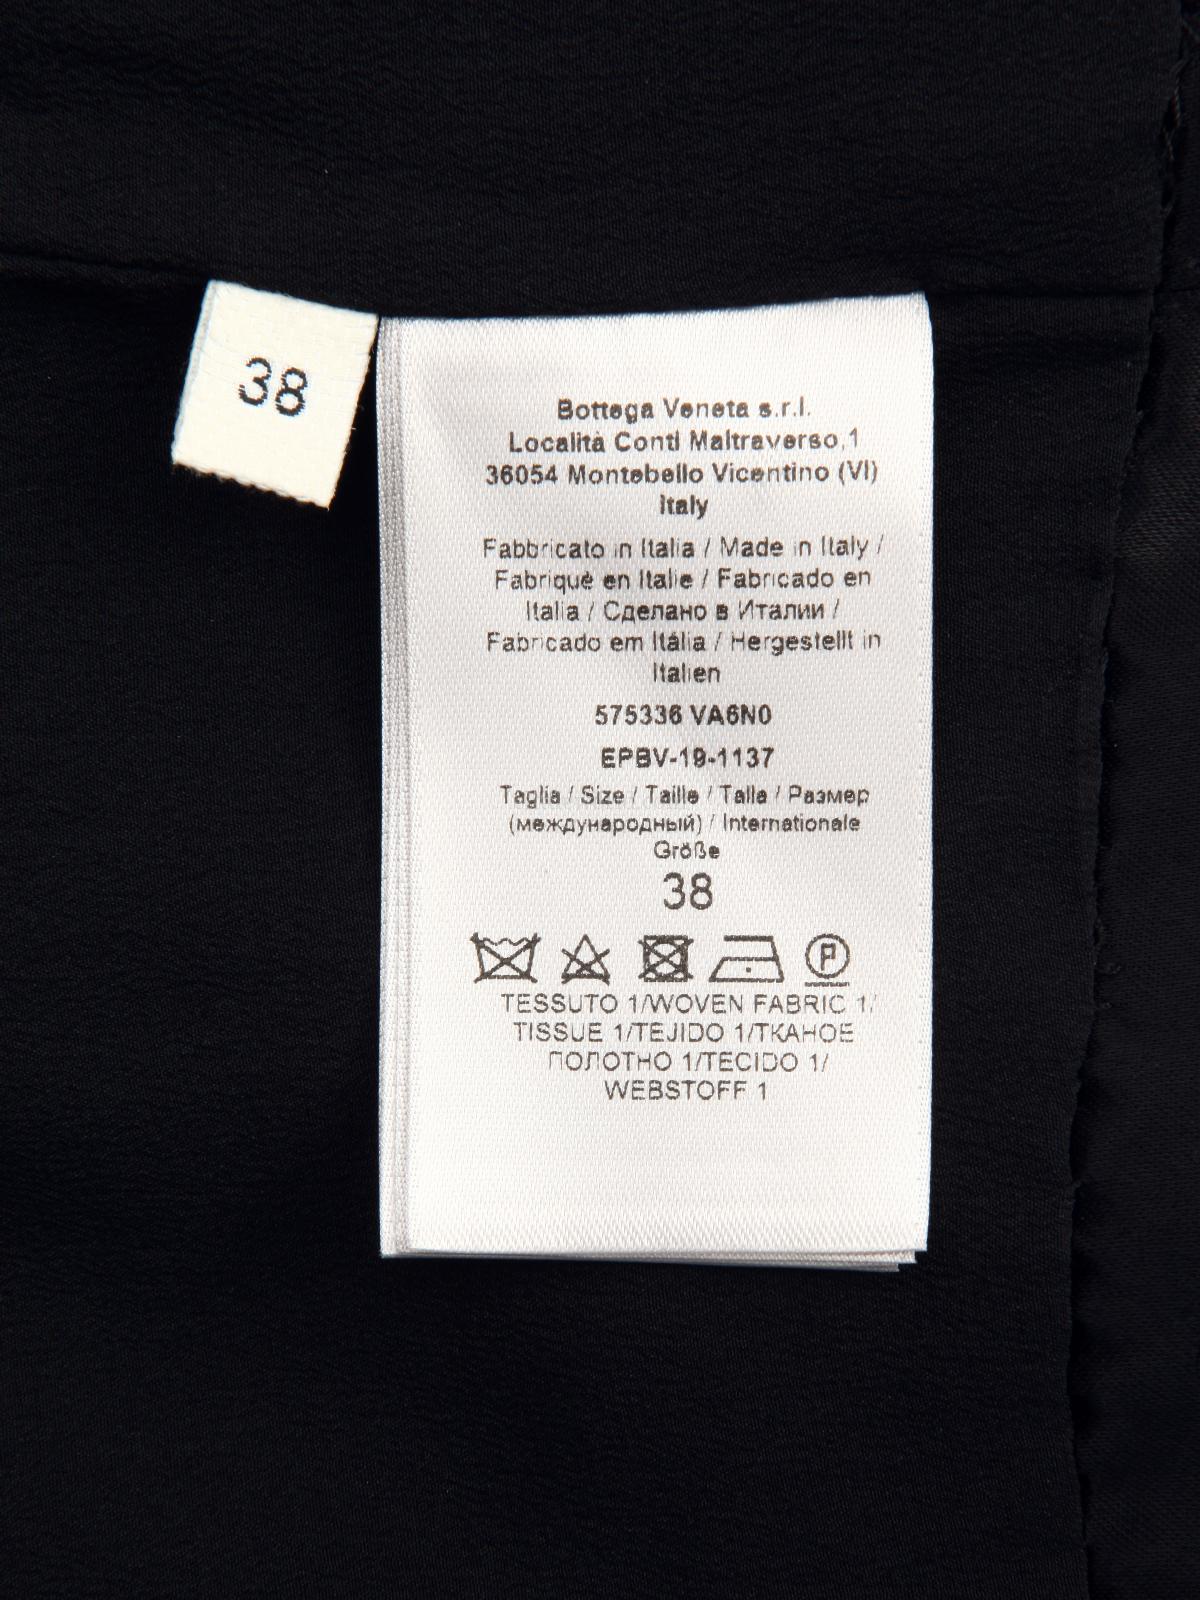 38
Bottega Veneta s.r.l.
Località Conti Maltraverso,1
36054 Montebello Vicentino (VI)
Italy
Fabbricato in Italia / Made in Italy /
Fabriqué en Italie / Fabricado en
Italia / Сделано в Италии /
Fabricado em Itália / Hergestellt in
Italien
575336 VA6N0
EPBV-19-1137
Taglia / Size / Taille / Talla / Размер
(международный) / Internationale
Größe
38
P
TESSUTO 1/WOVEN FABRIC 1/
TISSUE 1/TEJIDO 1/ТКАНОЕ
ПОЛОТНО 1/TECIDO 1/
WEBSTOFF 1